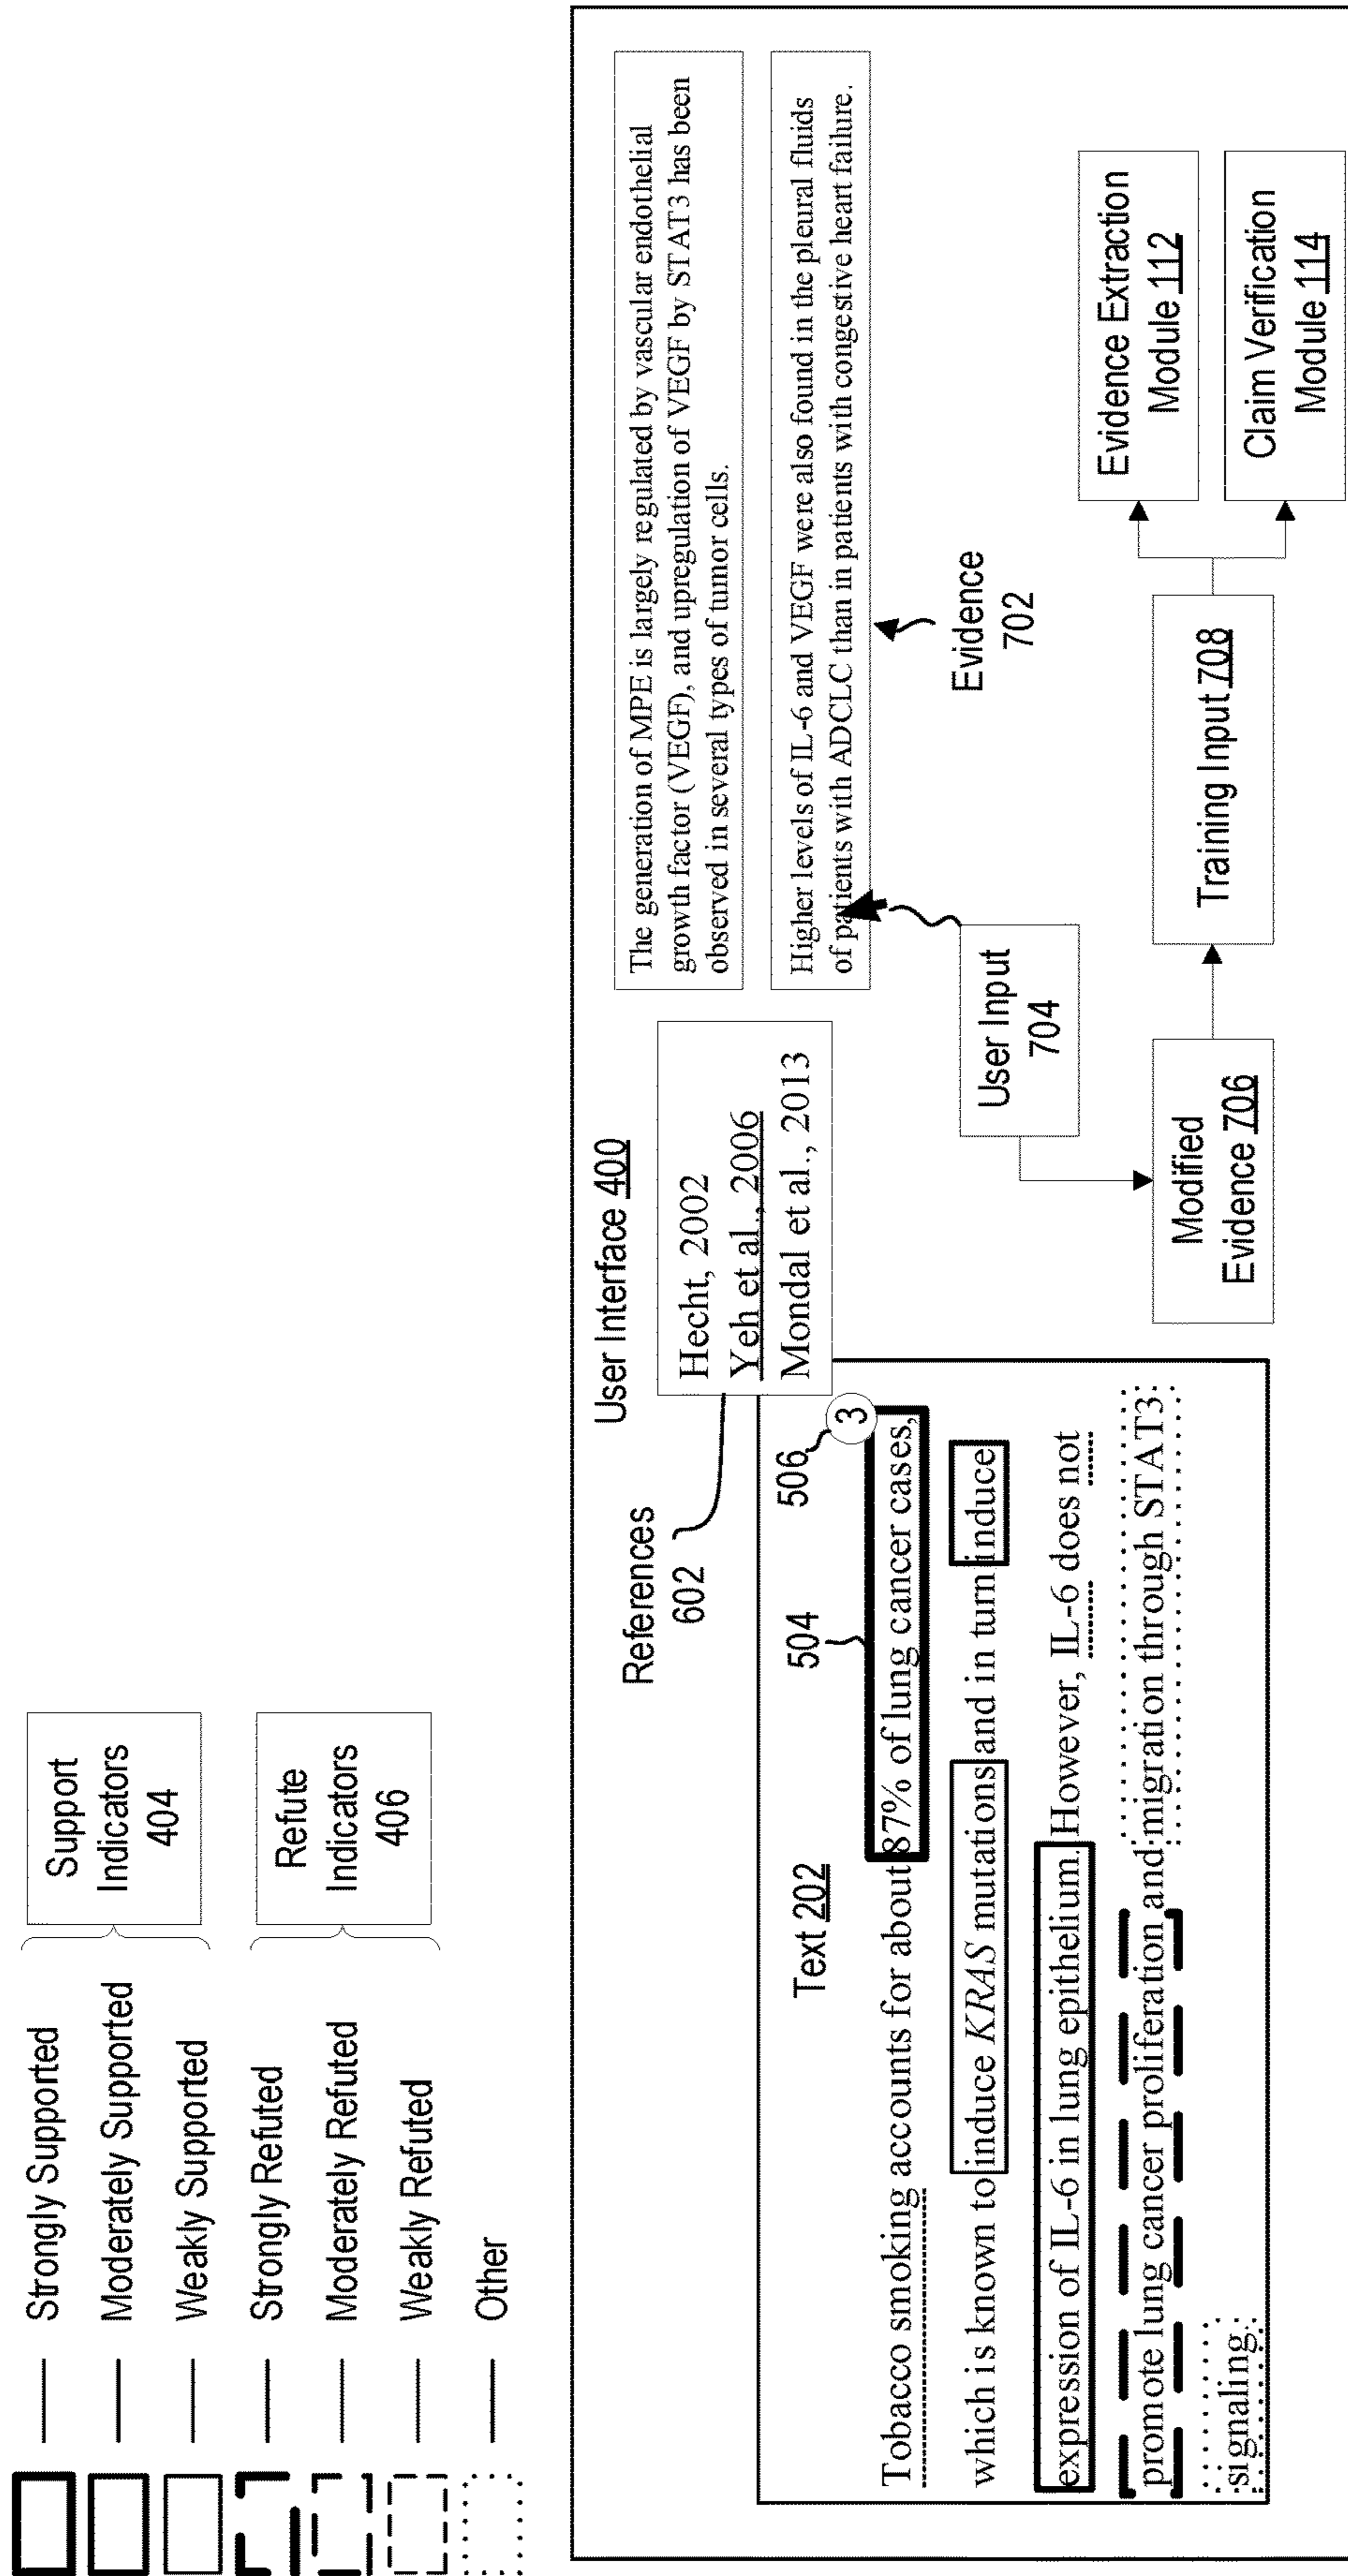 Strongly Supported
Moderately Supported
Weakly Supported
Support
Indicators
404
Strongly Refuted
Moderately Refuted
Weakly Refuted
Refute
Indicators
406
Other
User Interface 400
References
602
Hecht, 2002
Yeh et al., 2006
Mondal et al., 2013
The generation of MPE is largely regulated by vascular endothelial
growth factor (VEGF), and upregulation of VEGF by STAT3 has been
observed in several types of tumor cells.
Higher levels of IL-6 and VEGF were also found in the pleural fluids
of patients with ADCLC than in patients with congestive heart failure.
Evidence
702
Text 202
504
506
3
Tobacco smoking accounts for about 87% of lung cancer cases,
which is known to induce KRAS mutations and in turn induce
expression of IL-6 in lung epithelium. However, IL-6 does not
promote lung cancer proliferation and migration through STAT3
signaling.
User Input
704
Modified
Evidence 706
Training Input 708
Evidence Extraction
Module 112
Claim Verification
Module 114